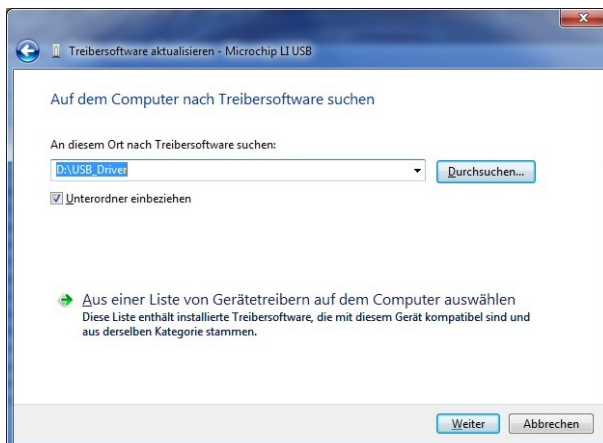 Treibersoftware aktualisieren - Microchip LI USB
Auf dem Computer nach Treibersoftware suchen
An diesem Ort nach Treibersoftware suchen:
D:\USB_Driver
Durchsuchen...
Unterordner einbeziehen
Aus einer Liste von Gerätetreibern auf dem Computer auswählen
Diese Liste enthält installierte Treibersoftware, die mit diesem Gerät kompatibel sind und
aus derselben Kategorie stammen.
Weiter
Abbrechen